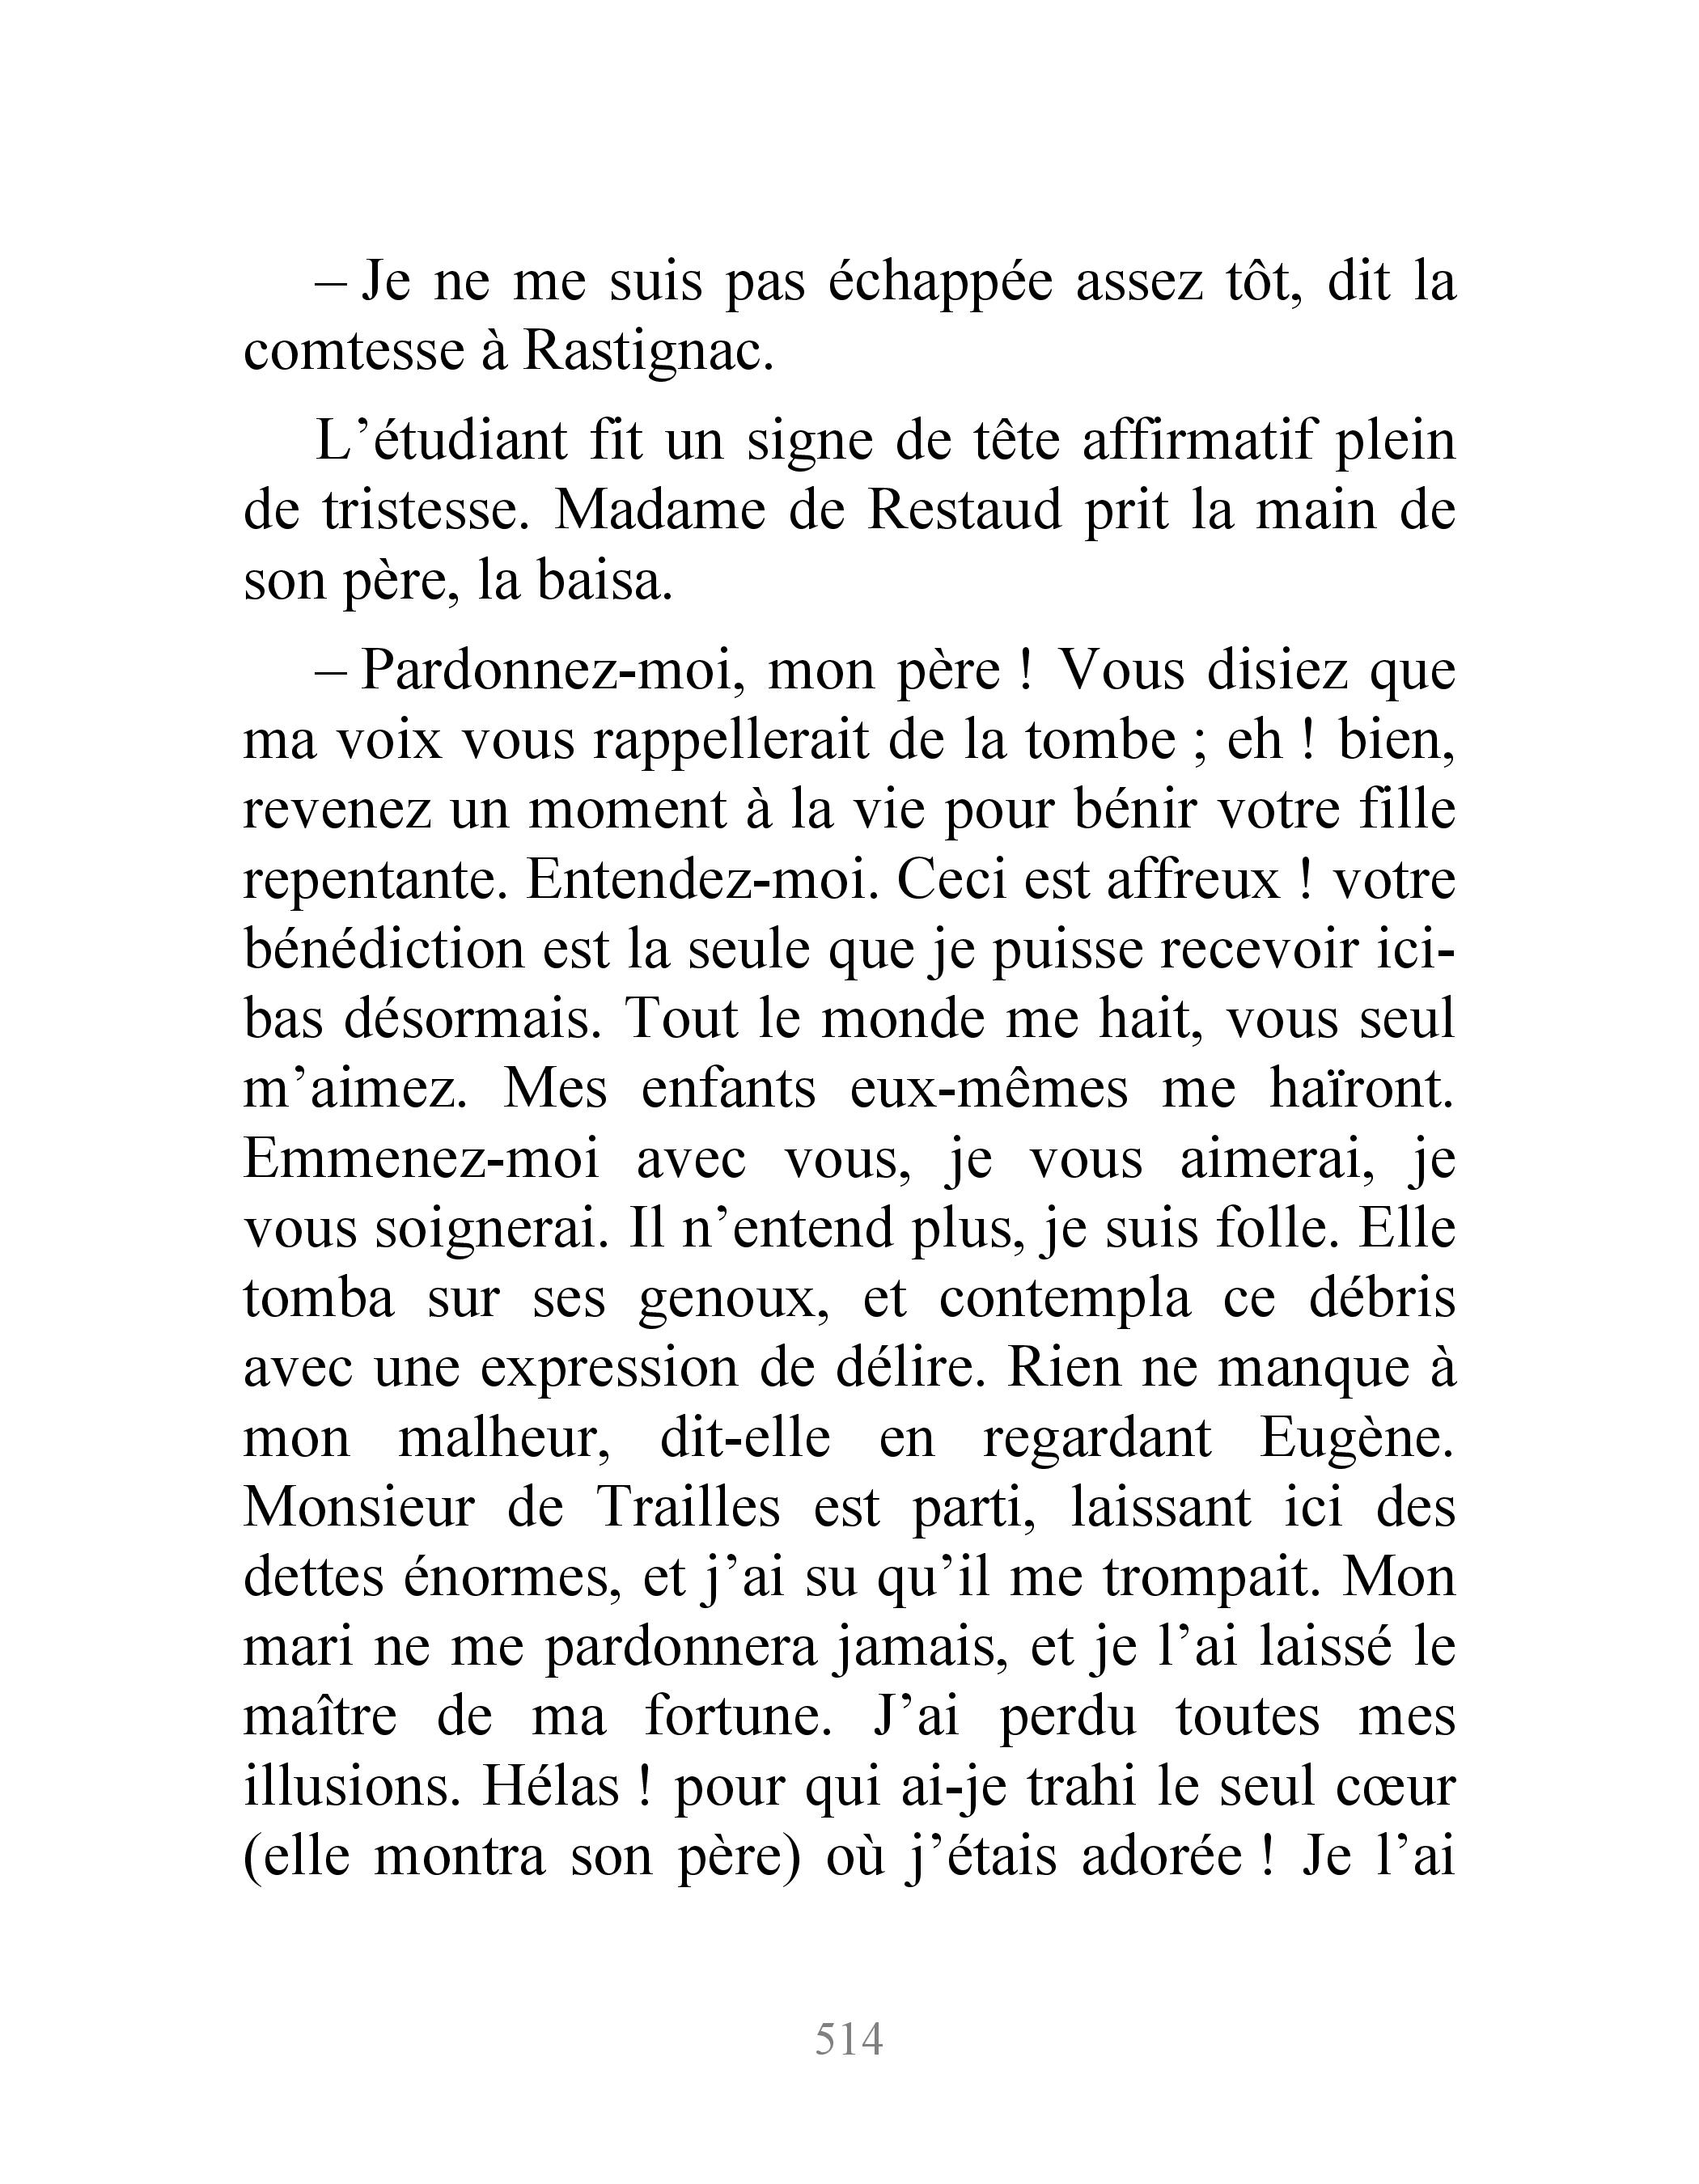 – Je ne me suis pas échappée assez tôt, dit la
comtesse à Rastignac.
L’étudiant fit un signe de tête affirmatif plein
de tristesse. Madame de Restaud prit la main de
son père, la baisa.
– Pardonnez-moi, mon père ! Vous disiez que
ma voix vous rappellerait de la tombe ; eh ! bien,
revenez un moment à la vie pour bénir votre fille
repentante. Entendez-moi. Ceci est affreux ! votre
bénédiction est la seule que je puisse recevoir ici-
bas désormais. Tout le monde me hait, vous seul
m’aimez. Mes enfants eux-mêmes me haïront.
Emmenez-moi avec vous, je vous aimerai, je
vous soignerai. Il n’entend plus, je suis folle. Elle
tomba sur ses genoux, et contempla ce débris
avec une expression de délire. Rien ne manque à
mon malheur, dit-elle en regardant Eugène.
Monsieur de Trailles est parti, laissant ici des
dettes énormes, et j’ai su qu’il me trompait. Mon
mari ne me pardonnera jamais, et je l’ai laissé le
maître de ma fortune. J’ai perdu toutes mes
illusions. Hélas ! pour qui ai-je trahi le seul cœur
(elle montra son père) où j’étais adorée ! Je l’ai
514